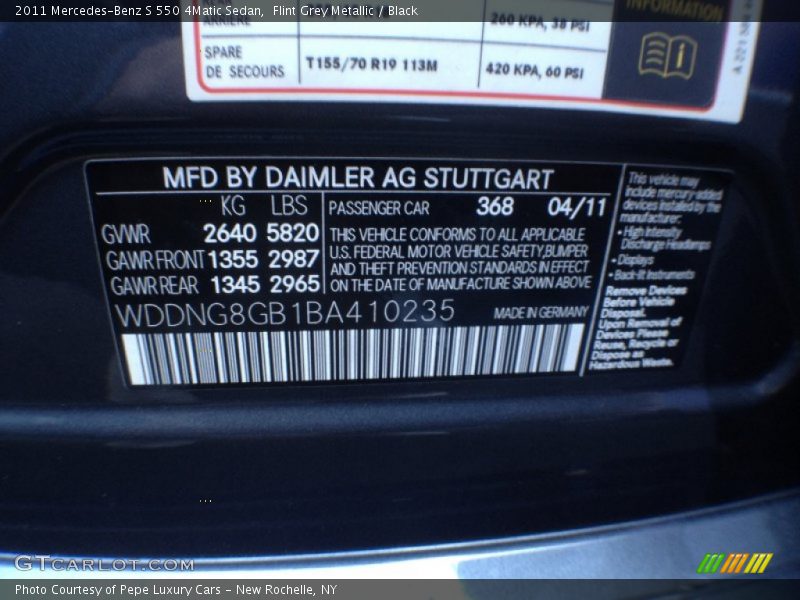 2011 Mercedes-Benz S 550 4Matic Sedan, Flint Grey Metallic / Black
ARRIERE 260 KPA, 38 PSI
INFORMATION
SPARE
DE SECOURS T155/70 R19 113M 420 KPA, 60 PSI
MFD BY DAIMLER AG STUTTGART
KG LBS
GVWR 2640 5820
GAWR FRONT 1355 2987
GAWR REAR 1345 2965
PASSENGER CAR 368 04/11
THIS VEHICLE CONFORMS TO ALL APPLICABLE
U.S. FEDERAL MOTOR VEHICLE SAFETY, BUMPER
AND THEFT PREVENTION STANDARDS IN EFFECT
ON THE DATE OF MANUFACTURE SHOWN ABOVE
WDDNG8GB1BA410235 MADE IN GERMANY
This vehicle may
include mercury-added
devices installed by the
manufacturer:
• High Intensity
Discharge Headlamps
• Displays
• Back-lit Instruments
Remove Devices
Before Vehicle
Disposal.
Upon Removal of
Devices Please
Reuse, Recycle or
Dispose as
Hazardous Waste.
GTCARLOT.COM
Photo Courtesy of Pepe Luxury Cars - New Rochelle, NY